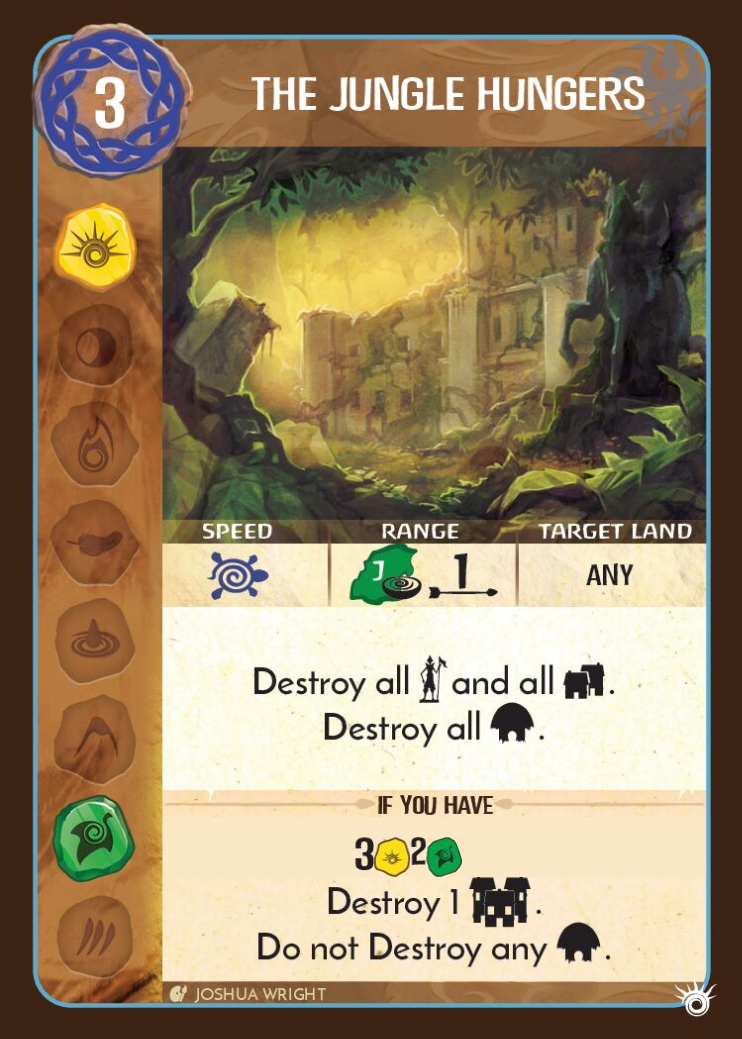 3
THE JUNGLE HUNGERS
SPEED RANGE TARGET LAND
J 1 ANY
Destroy all and all .
Destroy all .
IF YOU HAVE
3 2
Destroy 1 .
Do not Destroy any .
JOSHUA WRIGHT